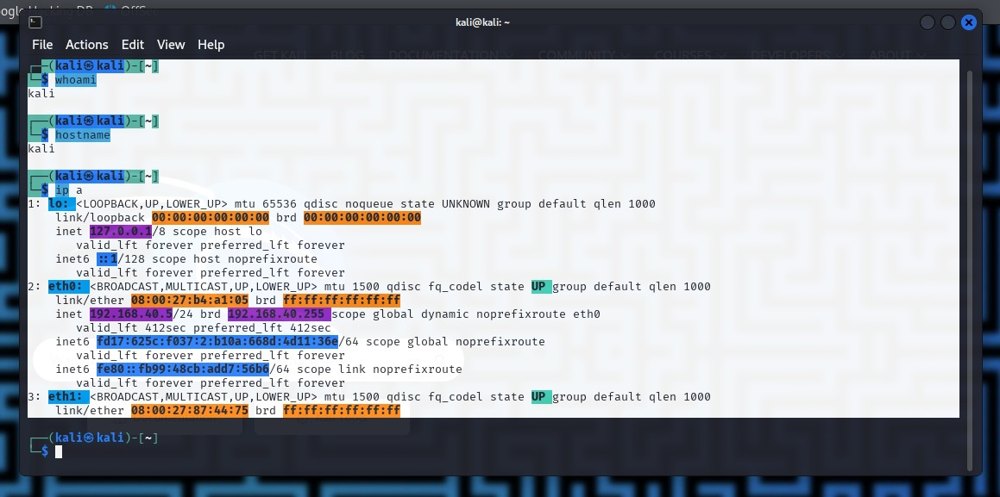 kali@kali: ~
File Actions Edit View Help
┌──(kali㉿kali)-[~]
└─$ whoami
kali
┌──(kali㉿kali)-[~]
└─$ hostname
kali
┌──(kali㉿kali)-[~]
└─$ ip a
1: lo: <LOOPBACK,UP,LOWER_UP> mtu 65536 qdisc noqueue state UNKNOWN group default qlen 1000
link/loopback 00:00:00:00:00:00 brd 00:00:00:00:00:00
inet 127.0.0.1/8 scope host lo
valid_lft forever preferred_lft forever
inet6 ::1/128 scope host noprefixroute
valid_lft forever preferred_lft forever
2: eth0: <BROADCAST,MULTICAST,UP,LOWER_UP> mtu 1500 qdisc fq_codel state UP group default qlen 1000
link/ether 08:00:27:b4:a1:05 brd ff:ff:ff:ff:ff:ff
inet 192.168.40.5/24 brd 192.168.40.255 scope global dynamic noprefixroute eth0
valid_lft 412sec preferred_lft 412sec
inet6 fd17:625c:f037:2:b10a:668d:4d11:36e/64 scope global noprefixroute
valid_lft forever preferred_lft forever
inet6 fe80::fb99:48cb:add7:56b6/64 scope link noprefixroute
valid_lft forever preferred_lft forever
3: eth1: <BROADCAST,MULTICAST,UP,LOWER_UP> mtu 1500 qdisc fq_codel state UP group default qlen 1000
link/ether 08:00:27:87:44:75 brd ff:ff:ff:ff:ff:ff
┌──(kali㉿kali)-[~]
└─$